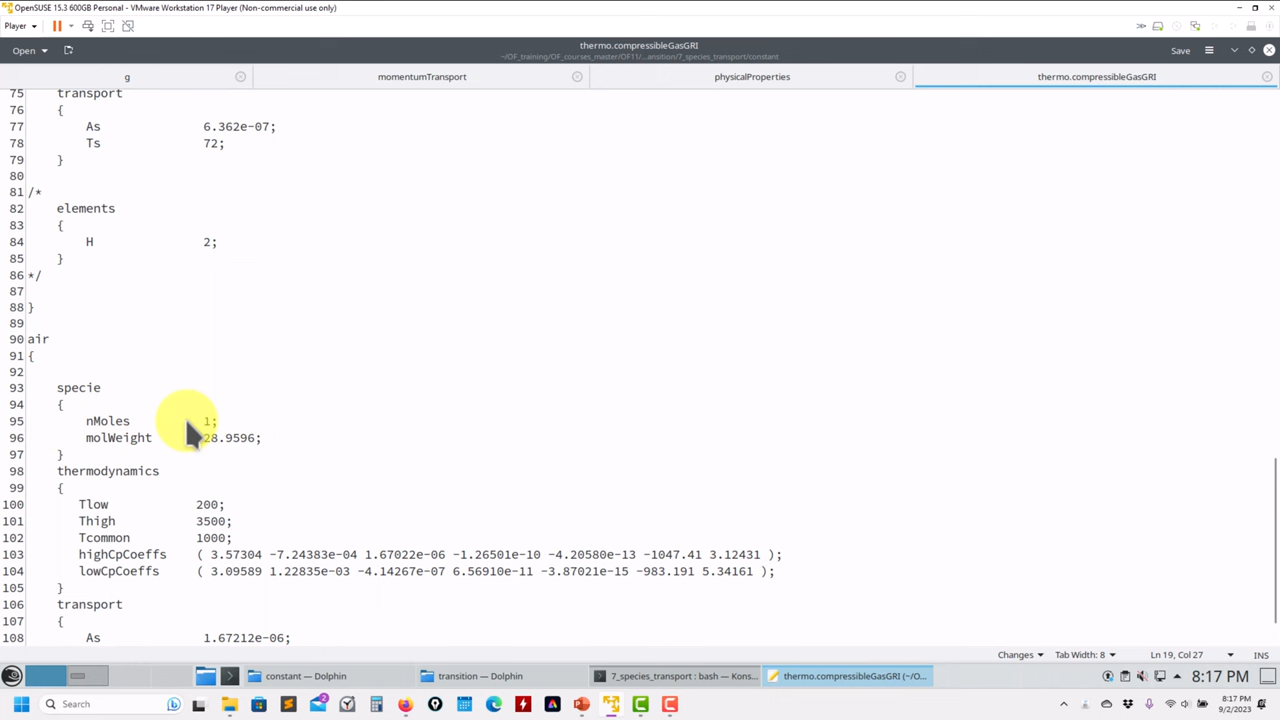 OpenSUSE 15.3 600GB Personal - VMware Workstation 17 Player (Non-commercial use only)
Player
Open
thermo.compressibleGasGRI
~/OF_training/OF_courses_master/OF11/...ansition/7_species_transport/constant
Save
g
momentumTransport
physicalProperties
thermo.compressibleGasGRI
75 transport
76 {
77 As 6.362e-07;
78 Ts 72;
79 }
80
81 /*
82 elements
83 {
84 H 2;
85 }
86 */
87
88 }
89
90 air
91 {
92
93 specie
94 {
95 nMoles 1;
96 molWeight 28.9596;
97 }
98 thermodynamics
99 {
100 Tlow 200;
101 Thigh 3500;
102 Tcommon 1000;
103 highCpCoeffs ( 3.57304 -7.24383e-04 1.67022e-06 -1.26501e-10 -4.20580e-13 -1047.41 3.12431 );
104 lowCpCoeffs ( 3.09589 1.22835e-03 -4.14267e-07 6.56910e-11 -3.87021e-15 -983.191 5.34161 );
105 }
106 transport
107 {
108 As 1.67212e-06;
Changes
Tab Width: 8
Ln 19, Col 27
INS
constant — Dolphin
transition — Dolphin
7_species_transport : bash — Kons...
thermo.compressibleGasGRI (~/O...
8:17 PM
Search
2
8:17 PM
9/2/2023